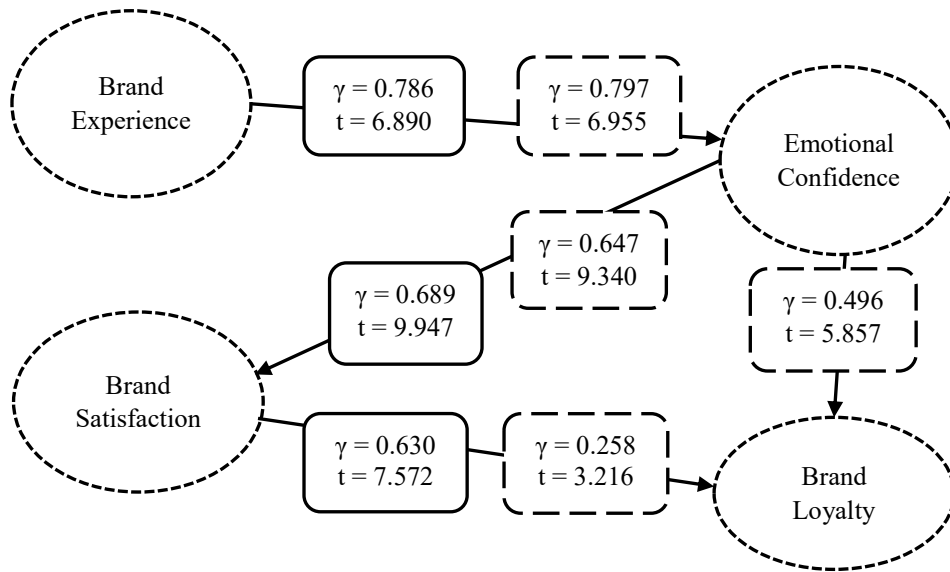 Brand
Experience
γ = 0.786
t = 6.890
γ = 0.797
t = 6.955
Emotional
Confidence
γ = 0.647
t = 9.340
γ = 0.689
t = 9.947
γ = 0.496
t = 5.857
Brand
Satisfaction
γ = 0.630
t = 7.572
γ = 0.258
t = 3.216
Brand
Loyalty